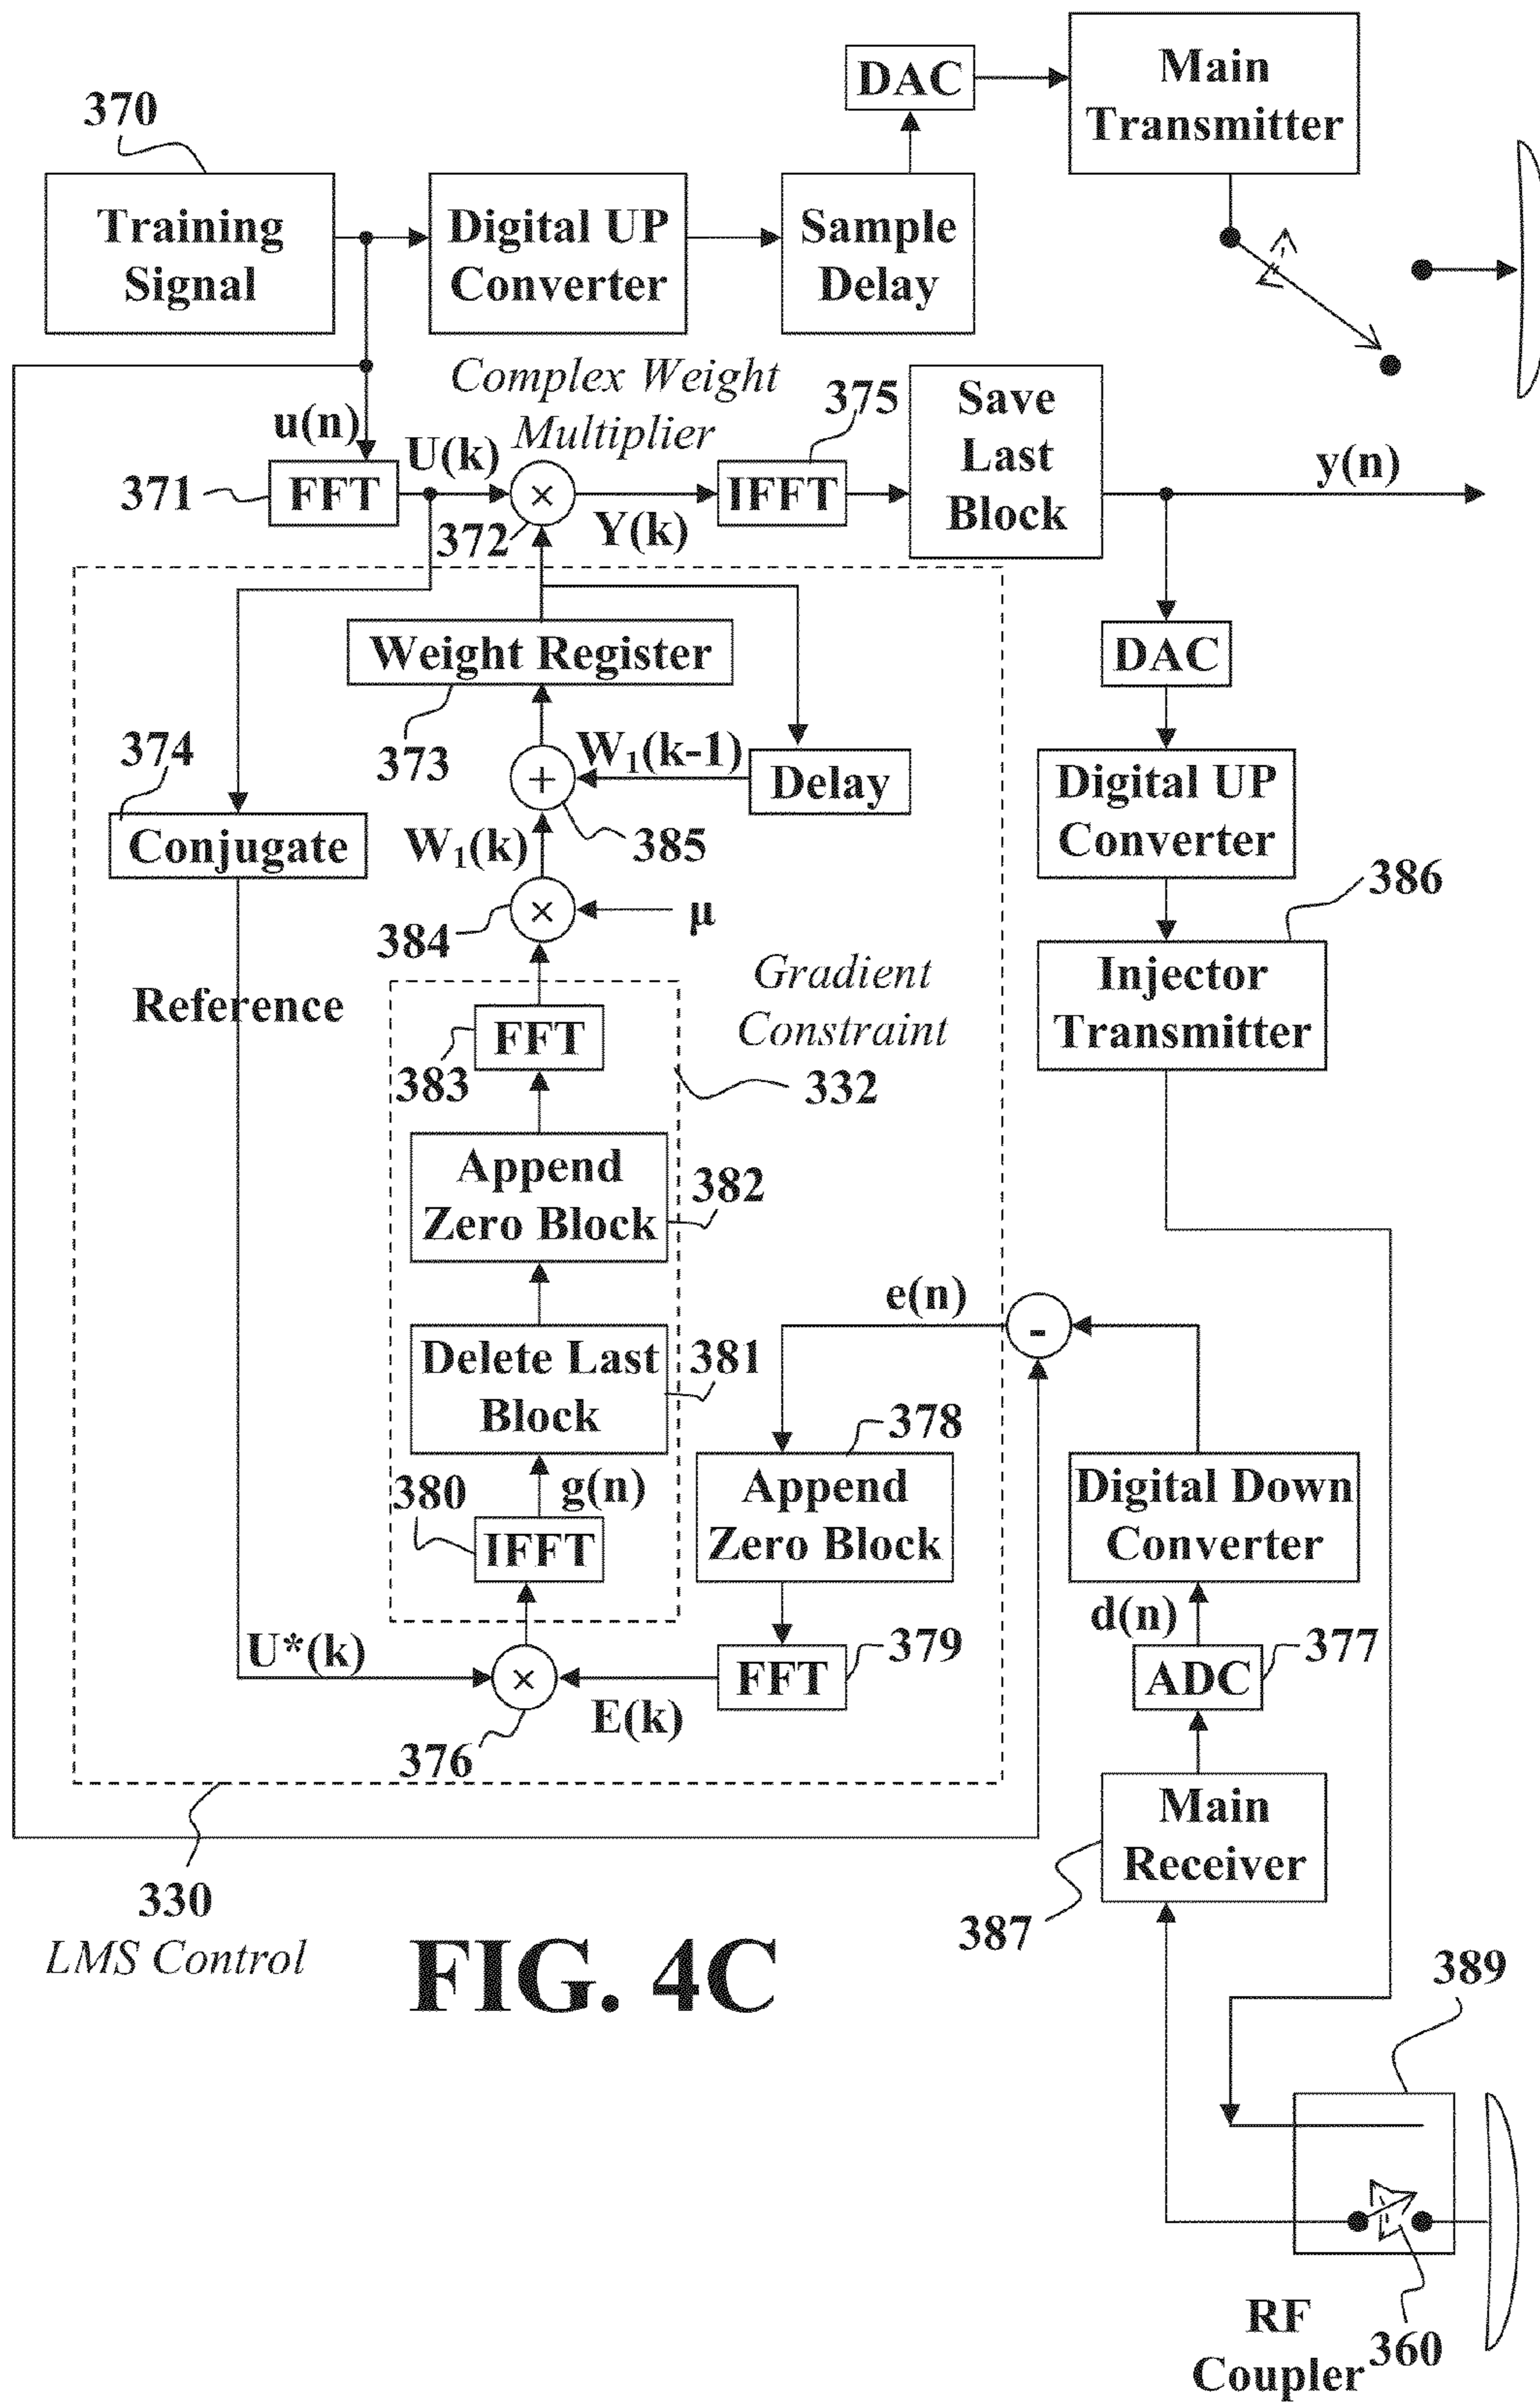 DAC
Main
Transmitter
370
Training
Signal
Digital UP
Converter
Sample
Delay
Complex Weight
Multiplier
375
Save
Last
Block
u(n)
U(k)
371
FFT
×
372
Y(k)
IFFT
y(n)
Weight Register
373
DAC
374
W₁(k-1)
+
Delay
Digital UP
Converter
Conjugate
W₁(k)
385
386
384
×
μ
Injector
Transmitter
Reference
Gradient
Constraint
FFT
383
332
Append
Zero Block
382
e(n)
-
Delete Last
Block
381
378
380
g(n)
IFFT
Append
Zero Block
Digital Down
Converter
d(n)
U*(k)
×
376
E(k)
FFT
379
ADC
377
Main
Receiver
387
330
LMS Control
FIG. 4C
389
RF
Coupler
360